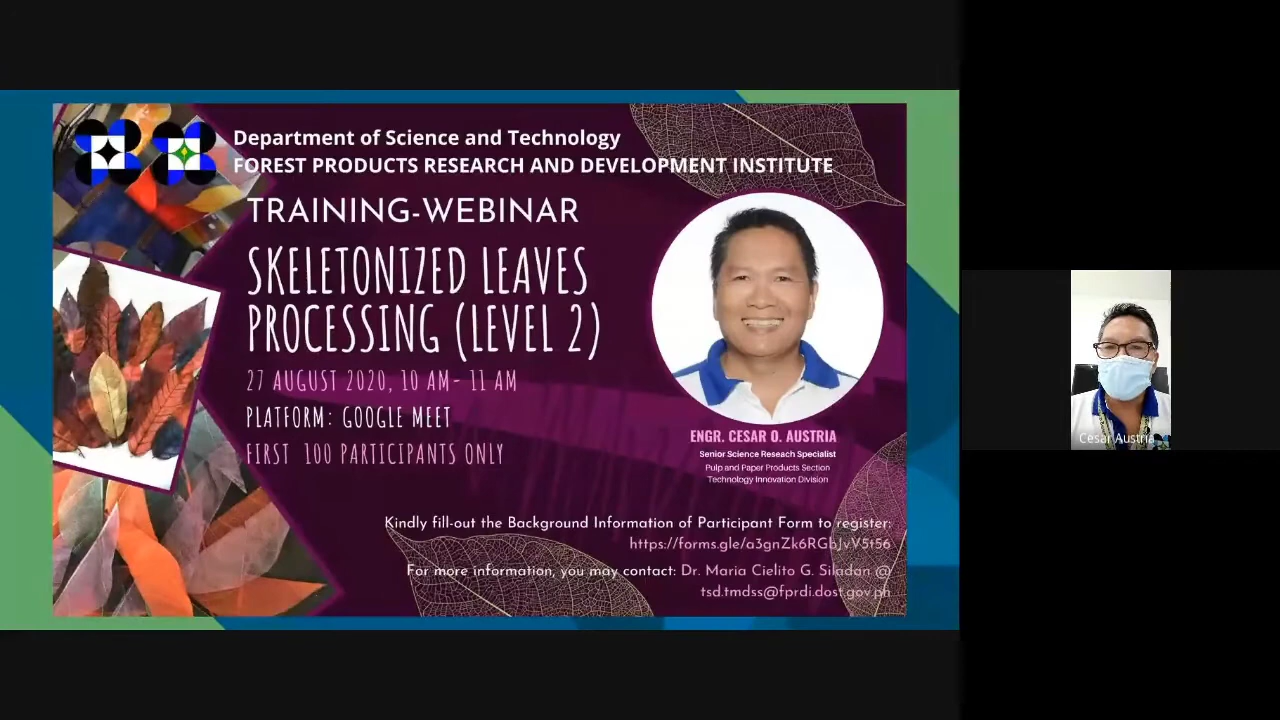 Department of Science and Technology
FOREST PRODUCTS RESEARCH AND DEVELOPMENT INSTITUTE
TRAINING-WEBINAR
SKELETONIZED LEAVES
PROCESSING (LEVEL 2)
27 AUGUST 2020, 10 AM- 11 AM
PLATFORM: GOOGLE MEET
FIRST 100 PARTICIPANTS ONLY
ENGR. CESAR O. AUSTRIA
Senior Science Reseach Specialist
Pulp and Paper Products Section
Technology Innovation Division
Kindly fill-out the Background Information of Participant Form to register:
https://forms.gle/a3gnZk6RGbJvV5t56
For more information, you may contact: Dr. Maria Cielito G. Siladan @
tsd.tmdss@fprdi.dost.gov.ph
Cesar Austria